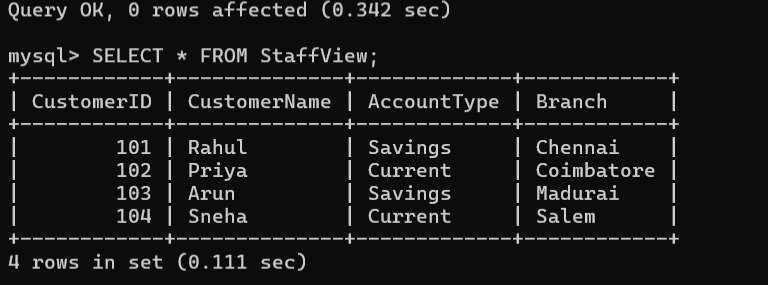 Query OK, 0 rows affected (0.342 sec)
mysql> SELECT * FROM StaffView;
+------------+--------------+-------------+------------+
| CustomerID | CustomerName | AccountType | Branch     |
+------------+--------------+-------------+------------+
|        101 | Rahul        | Savings     | Chennai    |
|        102 | Priya        | Current     | Coimbatore |
|        103 | Arun         | Savings     | Madurai    |
|        104 | Sneha        | Current     | Salem      |
+------------+--------------+-------------+------------+
4 rows in set (0.111 sec)